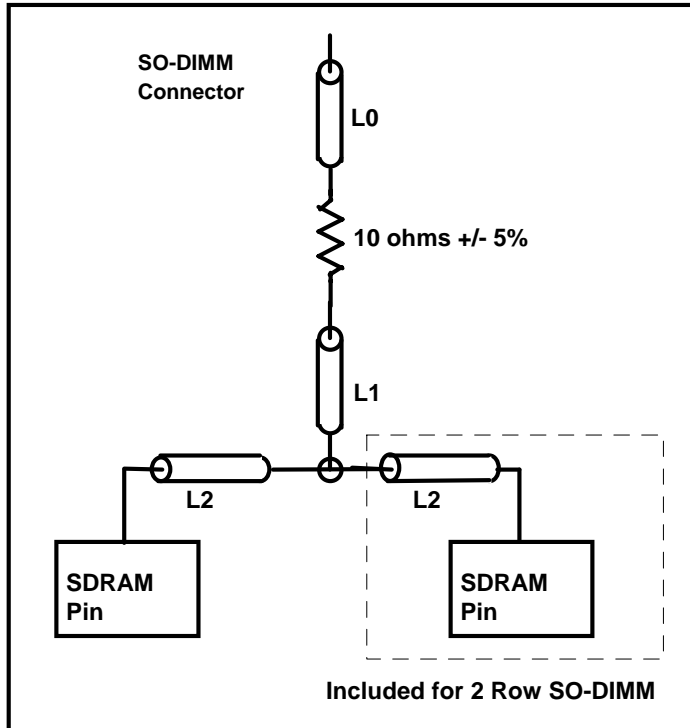 SO-DIMM
Connector
L0
10 ohms +/- 5%
L1
L2
L2
SDRAM
Pin
SDRAM
Pin
Included for 2 Row SO-DIMM